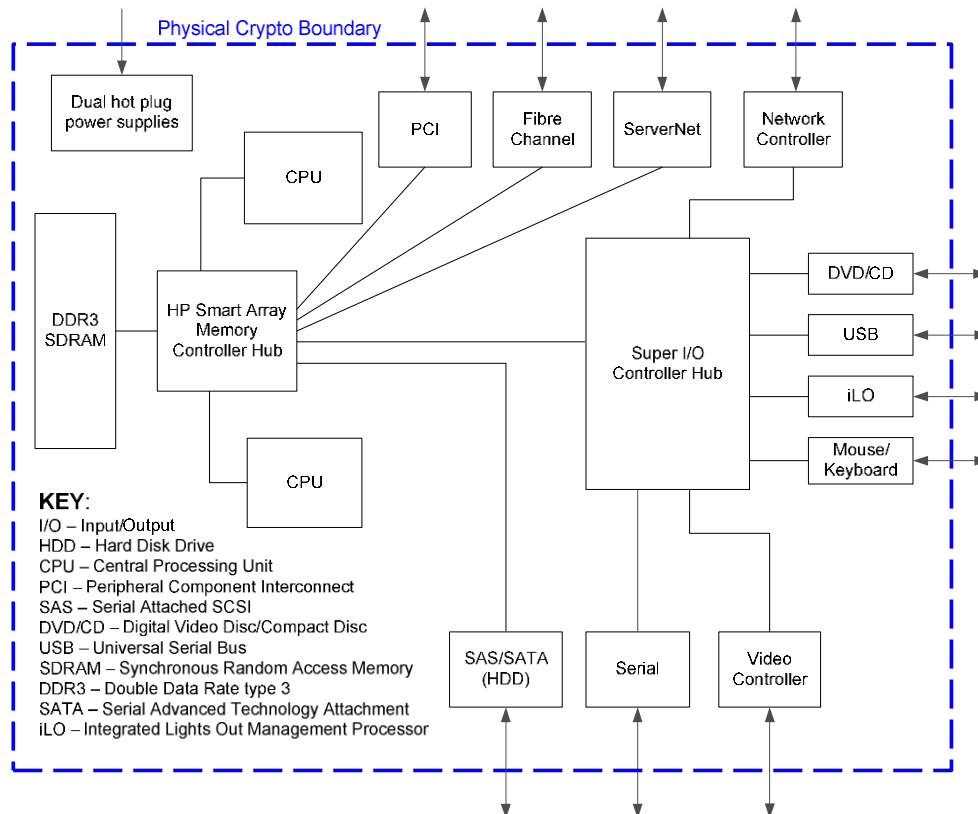 Physical Crypto Boundary
Dual hot plug
power supplies
PCI
Fibre
Channel
ServerNet
Network
Controller
CPU
DDR3
SDRAM
HP Smart Array
Memory
Controller Hub
Super I/O
Controller Hub
DVD/CD
USB
iLO
Mouse/
Keyboard
CPU
KEY:
I/O – Input/Output
HDD – Hard Disk Drive
CPU – Central Processing Unit
PCI – Peripheral Component Interconnect
SAS – Serial Attached SCSI
DVD/CD – Digital Video Disc/Compact Disc
USB – Universal Serial Bus
SDRAM – Synchronous Random Access Memory
DDR3 – Double Data Rate type 3
SATA – Serial Advanced Technology Attachment
iLO – Integrated Lights Out Management Processor
SAS/SATA
(HDD)
Serial
Video
Controller